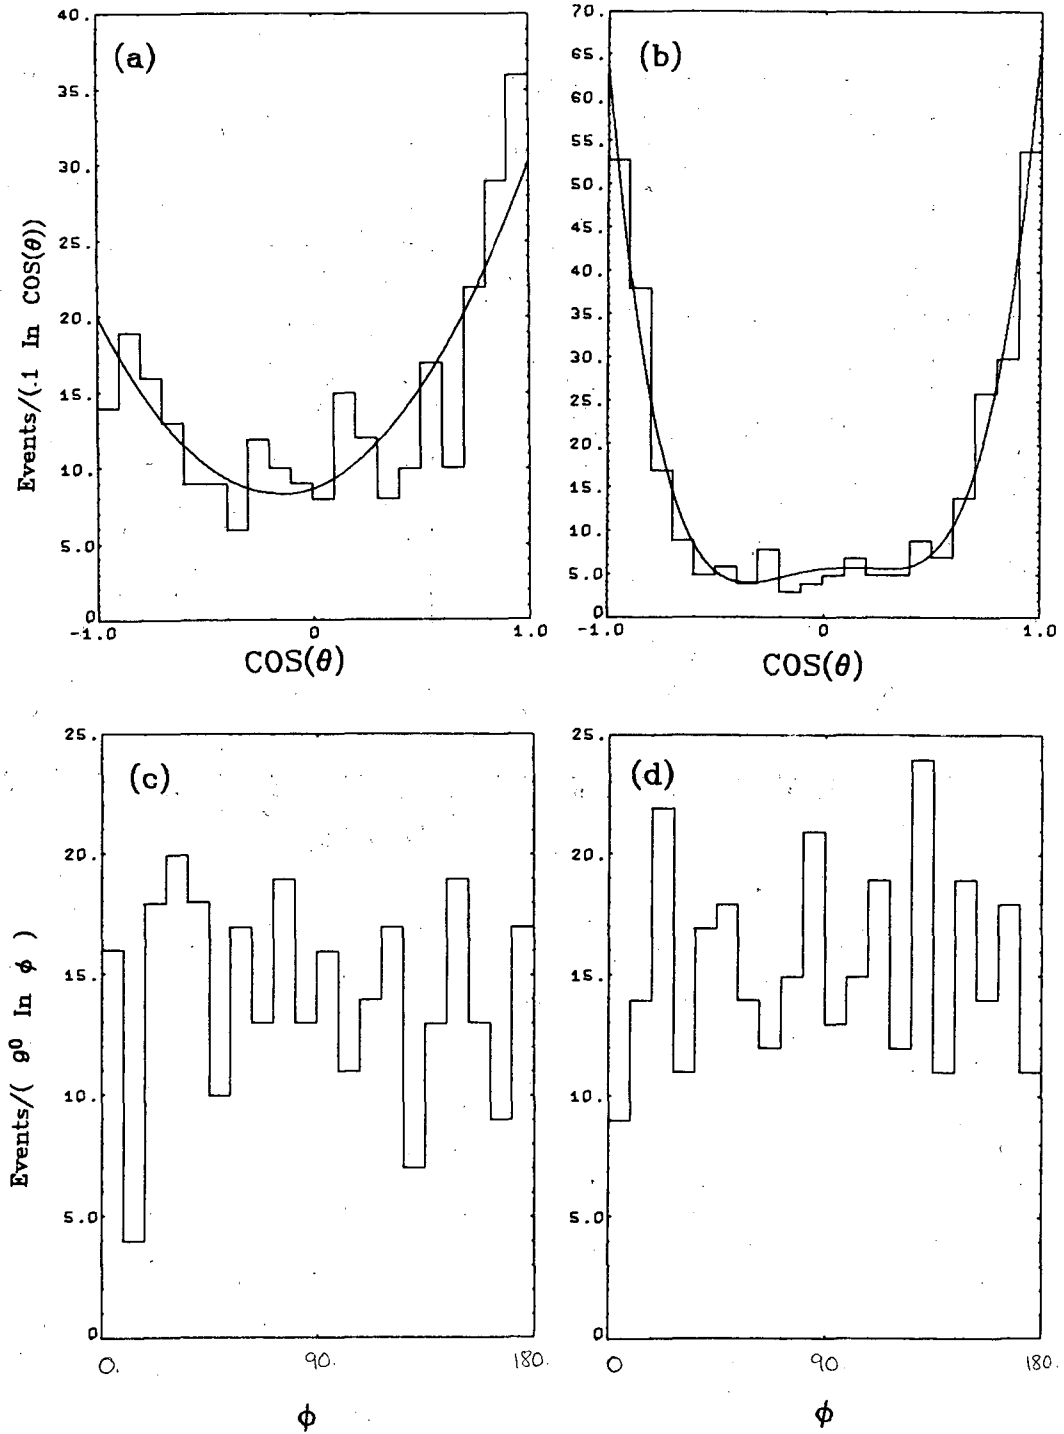 (a)
40.
35.
30.
25.
20.
15.
10.
5.0
0
-1.0 0 1.0
COS(θ)
Events/(.1 In COS(θ))
(b)
70.
65.
60.
55.
50.
45.
40.
35.
30.
25.
20.
15.
10.
5.0
0
-1.0 0 1.0
COS(θ)
(c)
25.
20.
15.
10.
5.0
0
0. 90. 180.
ϕ
Events/( 9⁰ In ϕ )
(d)
25.
20.
15.
10.
5.0
0
0 90. 180.
ϕ